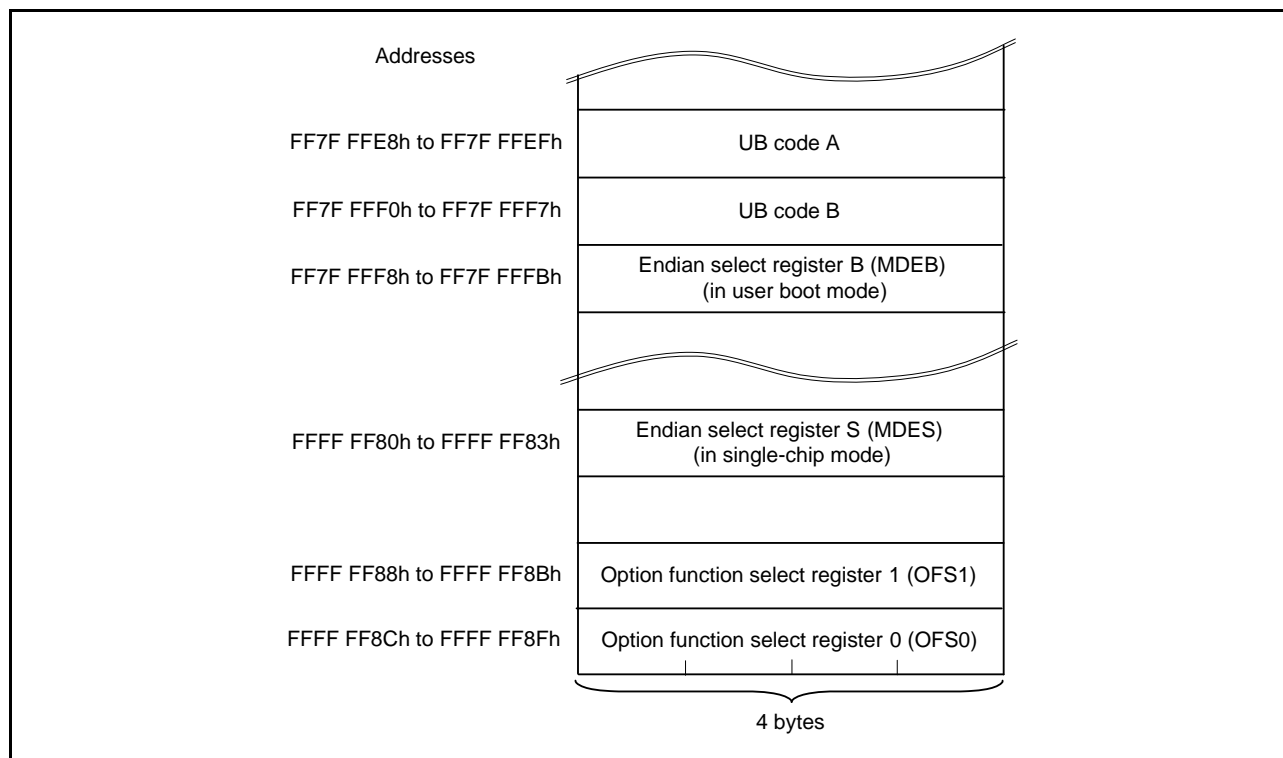 Addresses
FF7F FFE8h to FF7F FFEFh UB code A
FF7F FFF0h to FF7F FFF7h UB code B
FF7F FFF8h to FF7F FFFBh Endian select register B (MDEB)
(in user boot mode)
FFFF FF80h to FFFF FF83h Endian select register S (MDES)
(in single-chip mode)
FFFF FF88h to FFFF FF8Bh Option function select register 1 (OFS1)
FFFF FF8Ch to FFFF FF8Fh Option function select register 0 (OFS0)
4 bytes